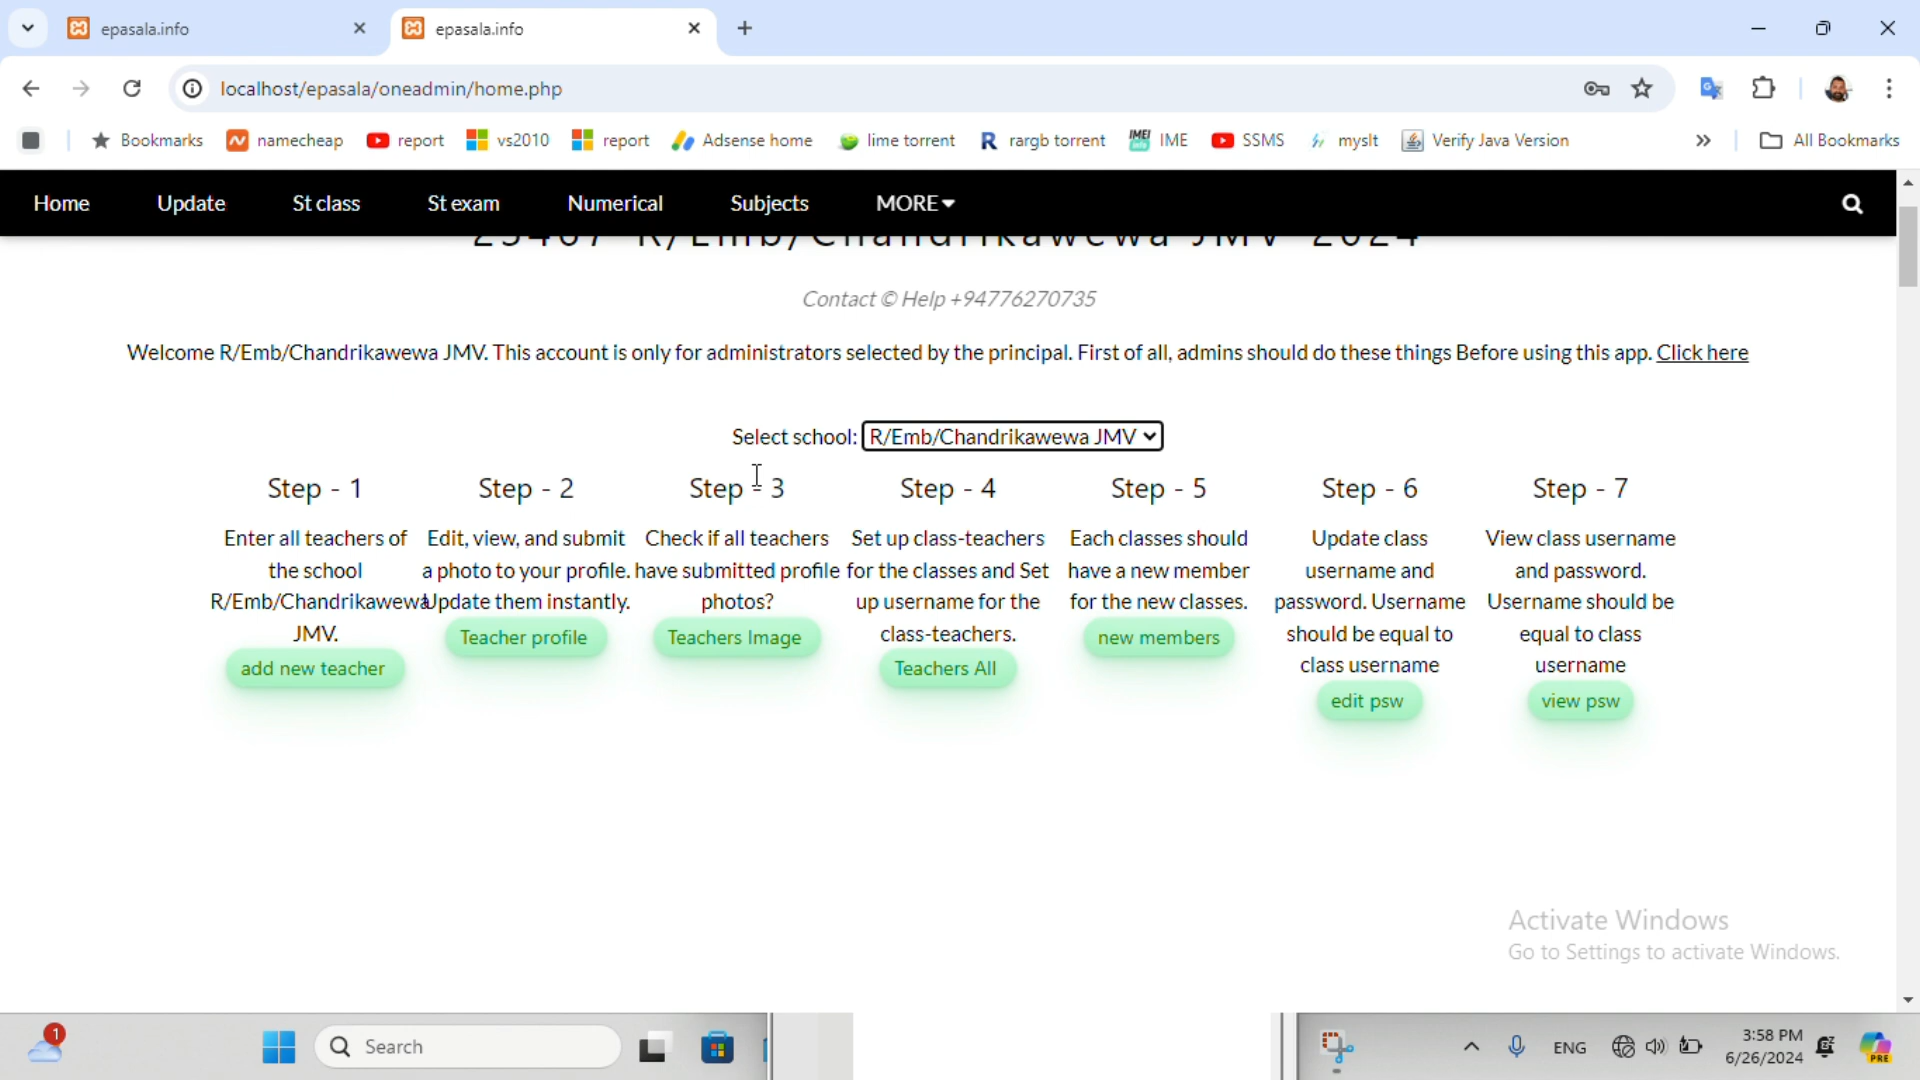 epasala.info
epasala.info
localhost/epasala/oneadmin/home.php
Bookmarks
namecheap
report
vs2010
report
Adsense home
lime torrent
rargb torrent
IME
SSMS
myslt
Verify Java Version
All Bookmarks
Home
Update
St class
St exam
Numerical
Subjects
MORE
R/Emb/Chandrikawewa JMV 2024
Contact © Help +94776270735
Welcome R/Emb/Chandrikawewa JMV. This account is only for administrators selected by the principal. First of all, admins should do these things Before using this app. Click here
Select school: R/Emb/Chandrikawewa JMV
Step - 1
Enter all teachers of
the school
R/Emb/Chandrikawewa
JMV.
add new teacher
Step - 2
Edit, view, and submit
a photo to your profile.
Update them instantly.
Teacher profile
Step - 3
Check if all teachers
have submitted profile
photos?
Teachers Image
Step - 4
Set up class-teachers
for the classes and Set
up username for the
class-teachers.
Teachers All
Step - 5
Each classes should
have a new member
for the new classes.
new members
Step - 6
Update class
username and
password. Username
should be equal to
class username
edit psw
Step - 7
View class username
and password.
Username should be
equal to class
username
view psw
Activate Windows
Go to Settings to activate Windows.
1
Search
ENG
3:58 PM
6/26/2024
PRE